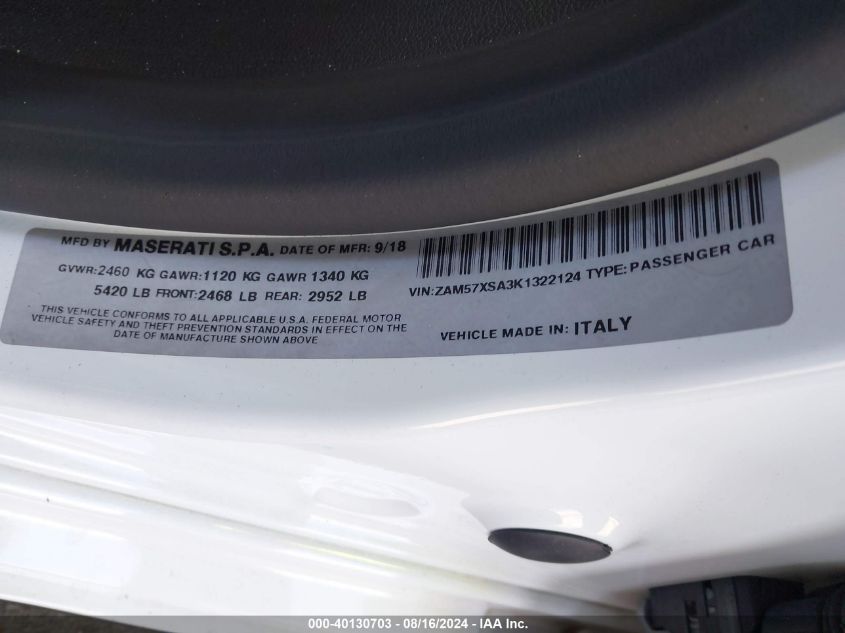 MFD BY MASERATI S.P.A. DATE OF MFR: 9/18
GVWR:2460 KG GAWR:1120 KG GAWR 1340 KG
5420 LB FRONT:2468 LB REAR: 2952 LB
THIS VEHICLE CONFORMS TO ALL APPLICABLE U.S.A. FEDERAL MOTOR
VEHICLE SAFETY AND THEFT PREVENTION STANDARDS IN EFFECT ON THE
DATE OF MANUFACTURE SHOWN ABOVE
VIN:ZAM57XSA3K1322124 TYPE:PASSENGER CAR
VEHICLE MADE IN: ITALY
000-40130703 - 08/16/2024 - IAA Inc.